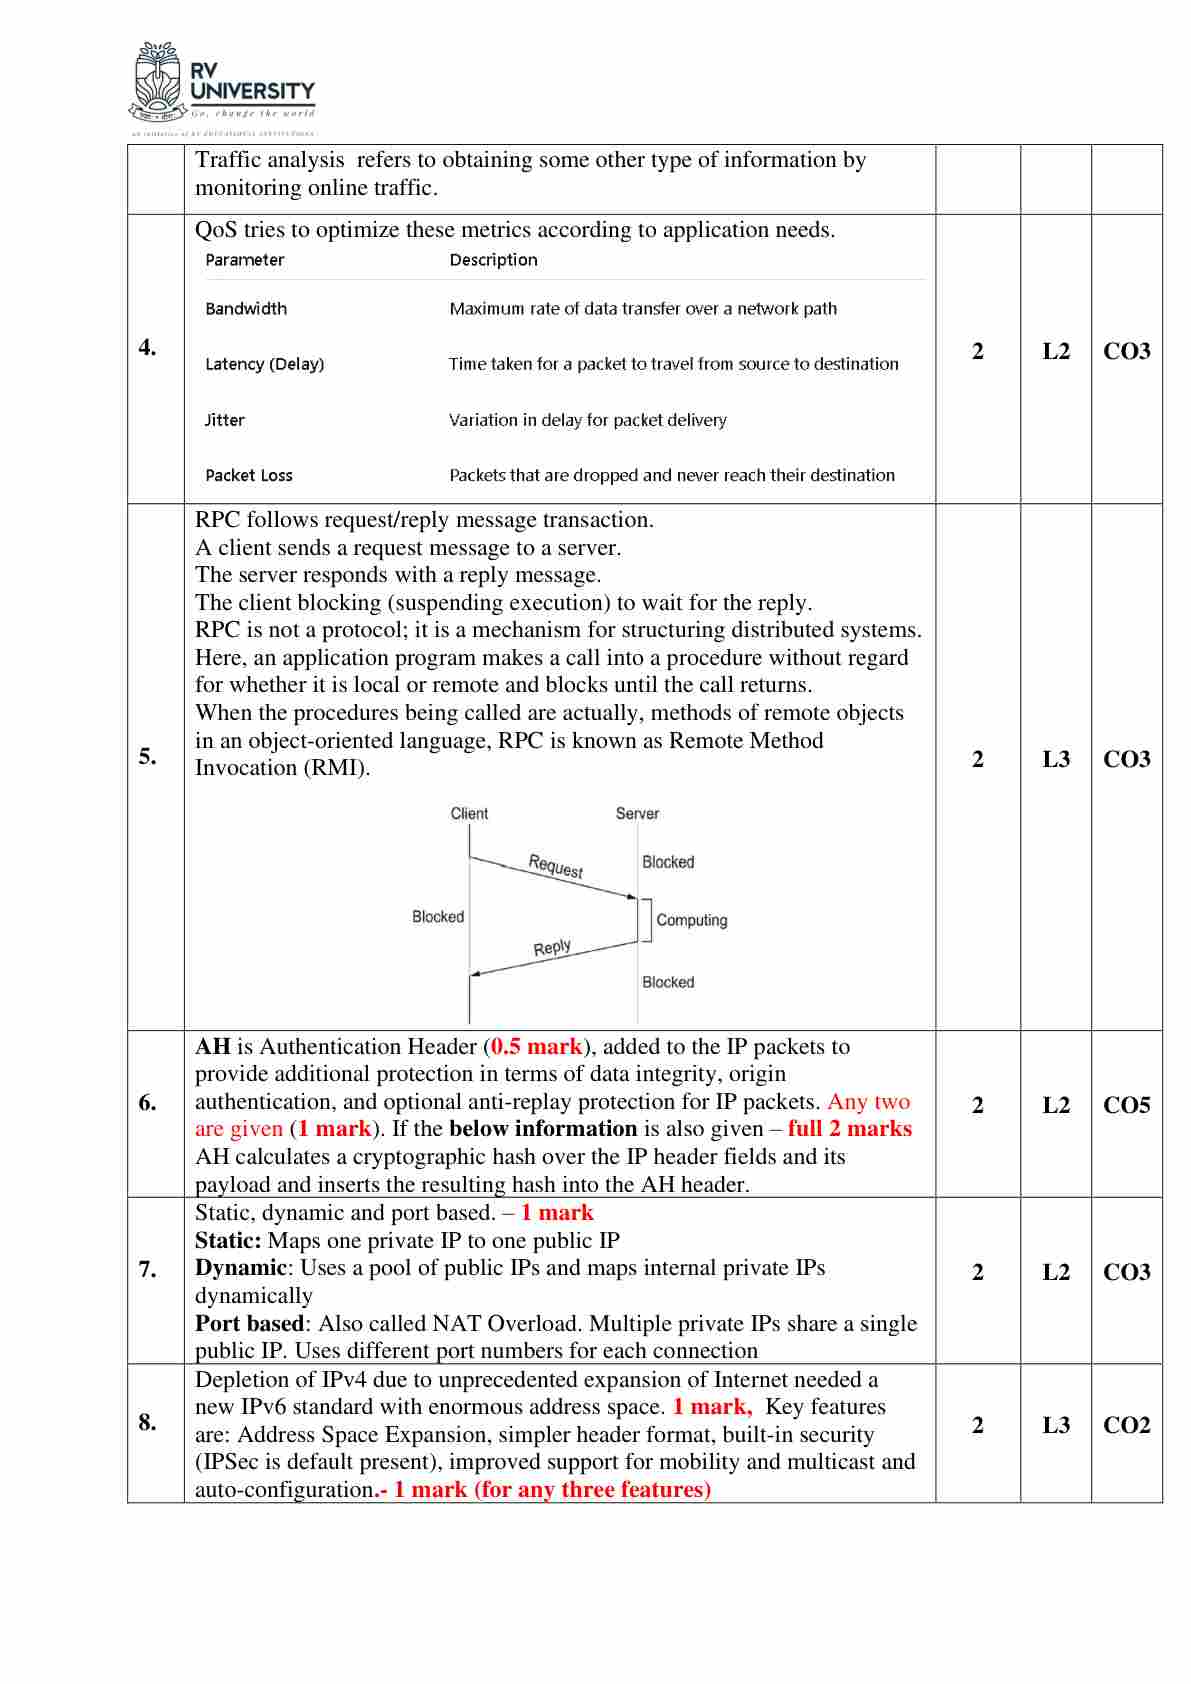 RV
UNIVERSITY
Go, change the world
AN INITIATIVE OF RV EDUCATIONAL INSTITUTIONS
Traffic analysis  refers to obtaining some other type of information by
monitoring online traffic.
4.
QoS tries to optimize these metrics according to application needs.
Parameter Description
Bandwidth Maximum rate of data transfer over a network path
Latency (Delay) Time taken for a packet to travel from source to destination
Jitter Variation in delay for packet delivery
Packet Loss Packets that are dropped and never reach their destination
2 L2 CO3
5.
RPC follows request/reply message transaction.
A client sends a request message to a server.
The server responds with a reply message.
The client blocking (suspending execution) to wait for the reply.
RPC is not a protocol; it is a mechanism for structuring distributed systems.
Here, an application program makes a call into a procedure without regard
for whether it is local or remote and blocks until the call returns.
When the procedures being called are actually, methods of remote objects
in an object-oriented language, RPC is known as Remote Method
Invocation (RMI).
Client Server
Request Blocked
Blocked Computing
Reply
Blocked
2 L3 CO3
6.
AH is Authentication Header (0.5 mark), added to the IP packets to
provide additional protection in terms of data integrity, origin
authentication, and optional anti-replay protection for IP packets. Any two
are given (1 mark). If the below information is also given – full 2 marks
AH calculates a cryptographic hash over the IP header fields and its
payload and inserts the resulting hash into the AH header.
2 L2 CO5
7.
Static, dynamic and port based. – 1 mark
Static: Maps one private IP to one public IP
Dynamic: Uses a pool of public IPs and maps internal private IPs
dynamically
Port based: Also called NAT Overload. Multiple private IPs share a single
public IP. Uses different port numbers for each connection
2 L2 CO3
8.
Depletion of IPv4 due to unprecedented expansion of Internet needed a
new IPv6 standard with enormous address space. 1 mark,  Key features
are: Address Space Expansion, simpler header format, built-in security
(IPSec is default present), improved support for mobility and multicast and
auto-configuration.- 1 mark (for any three features)
2 L3 CO2